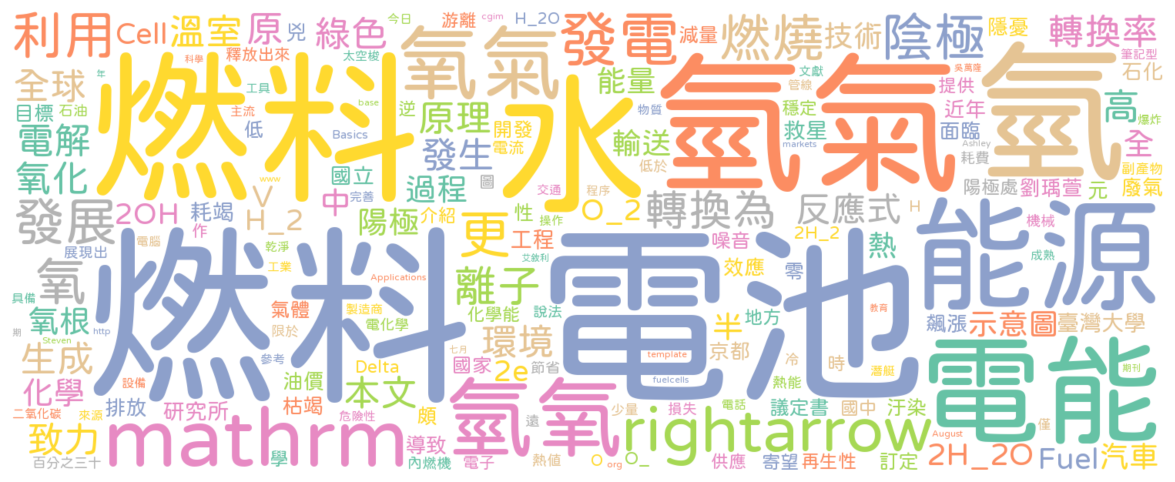 利用 Cell 溫室 原 兇 綠色 今日 游離 cgim H_2O 發電 減量 燃燒 技術 陰極 隱憂 轉換率
科學 釋放出來 太空梭 氧氣 文獻 吳萬隆 筆記型
全球 年 工具 燃料 base 能量 管線 氫氣 提供 氫 石化
目標 石油 主流 逆 原理 開發 水 物質 穩定 近年 高 爆炸
電解 低 Basics 發生 電流 輸送 救星 面臨 Ashley 全
氧化 www 國立 圖 低於 markets 耗費 副產物
2OH 耗竭 V 中 完善 過程 交通 程序 陽極處 劉瑀萱 元 廢氣
發展 作 H_2 陽極 介紹 性 操作 O_2 轉換為 反應式 H
展現出 電腦 乾淨 更 工程 艾敘利 噪音 2H_2 熱 能源 機械
氧 工業 Applications 離子 效應 零 成熟
具備 氣體 製造商 化學能 說法 電池 地方 飆漲 示意圖 臺灣大學
期 氧根 http 限於 電化學 燃料 環境 半 教育
Steven 生成 參考 七月 國家 template 京都 冷 時 電能 期刊
化學 設備 油價 Delta 2e 節省 fuelcells 熱能 潛艇
二氧化碳 來源 排放 研究所 枯竭 本文 頗 氫氧 遠 少量 損失 電話 議定書 國中 汙染 僅
致力 mathrm 危險性 導致 rightarrow August
百分之三十 學 內燃機 電子 熱值 O org O_ 供應 寄望 再生性 訂定 2H_2O Fuel 汽車